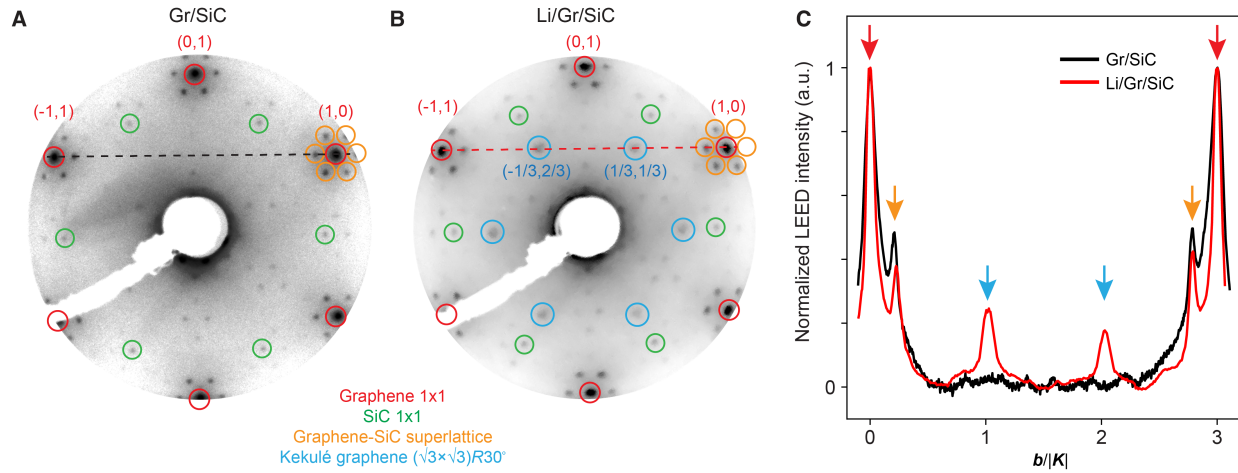 A
Gr/SiC
(0,1)
(-1,1)
(1,0)
B
Li/Gr/SiC
(0,1)
(-1,1)
(1,0)
(-1/3,2/3)
(1/3,1/3)
Graphene 1x1
SiC 1x1
Graphene-SiC superlattice
Kekulé graphene (√3×√3)R30°
C
Normalized LEED intensity (a.u.)
1
0
Gr/SiC
Li/Gr/SiC
0
1
2
3
b/|K|